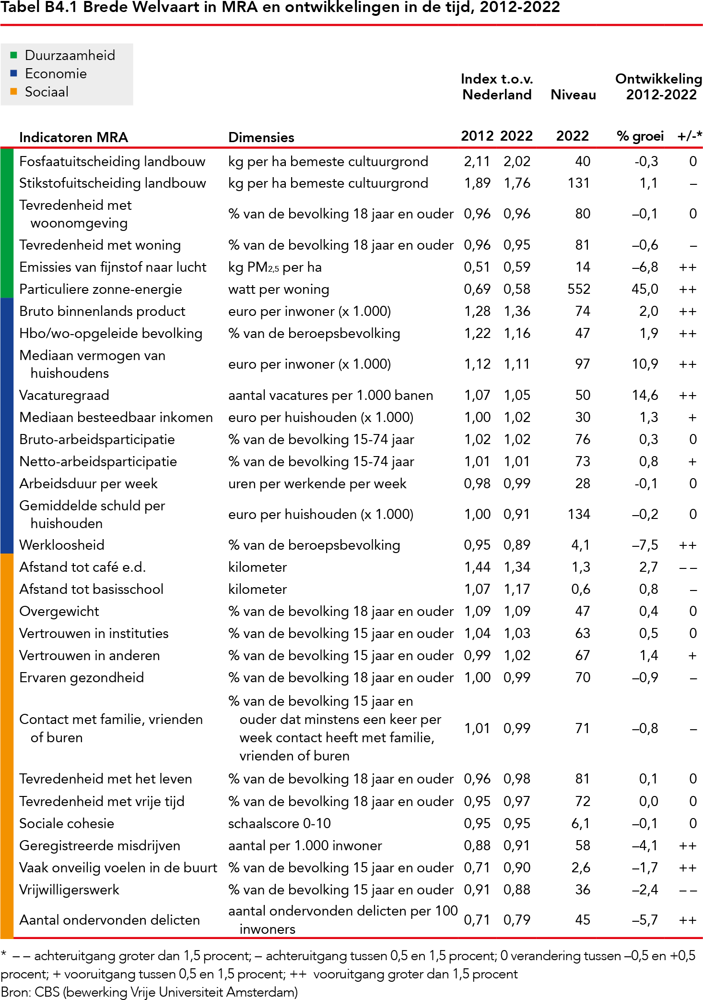 Tabel B4.1 Brede Welvaart in MRA en ontwikkelingen in de tijd, 2012-2022
Duurzaamheid
Economie
Sociaal
Index t.o.v. Ontwikkeling
Nederland Niveau 2012-2022
Indicatoren MRA Dimensies 2012 2022 2022 % groei +/-*
Fosfaatuitscheiding landbouw kg per ha bemeste cultuurgrond 2,11 2,02 40 -0,3 0
Stikstofuitscheiding landbouw kg per ha bemeste cultuurgrond 1,89 1,76 131 1,1 –
Tevredenheid met
woonomgeving % van de bevolking 18 jaar en ouder 0,96 0,96 80 –0,1 0
Tevredenheid met woning % van de bevolking 18 jaar en ouder 0,96 0,95 81 –0,6 –
Emissies van fijnstof naar lucht kg PM2,5 per ha 0,51 0,59 14 –6,8 ++
Particuliere zonne-energie watt per woning 0,69 0,58 552 45,0 ++
Bruto binnenlands product euro per inwoner (x 1.000) 1,28 1,36 74 2,0 ++
Hbo/wo-opgeleide bevolking % van de beroepsbevolking 1,22 1,16 47 1,9 ++
Mediaan vermogen van
huishoudens euro per inwoner (x 1.000) 1,12 1,11 97 10,9 ++
Vacaturegraad aantal vacatures per 1.000 banen 1,07 1,05 50 14,6 ++
Mediaan besteedbaar inkomen euro per huishouden (x 1.000) 1,00 1,02 30 1,3 +
Bruto-arbeidsparticipatie % van de bevolking 15-74 jaar 1,02 1,02 76 0,3 0
Netto-arbeidsparticipatie % van de bevolking 15-74 jaar 1,01 1,01 73 0,8 +
Arbeidsduur per week uren per werkende per week 0,98 0,99 28 -0,1 0
Gemiddelde schuld per
huishouden euro per huishouden (x 1.000) 1,00 0,91 134 –0,2 0
Werkloosheid % van de beroepsbevolking 0,95 0,89 4,1 –7,5 ++
Afstand tot café e.d. kilometer 1,44 1,34 1,3 2,7 – –
Afstand tot basisschool kilometer 1,07 1,17 0,6 0,8 –
Overgewicht % van de bevolking 18 jaar en ouder 1,09 1,09 47 0,4 0
Vertrouwen in instituties % van de bevolking 15 jaar en ouder 1,04 1,03 63 0,5 0
Vertrouwen in anderen % van de bevolking 15 jaar en ouder 0,99 1,02 67 1,4 +
Ervaren gezondheid % van de bevolking 18 jaar en ouder 1,00 0,99 70 –0,9 –
% van de bevolking 15 jaar en
Contact met familie, vrienden ouder dat minstens een keer per
of buren week contact heeft met familie, 1,01 0,99 71 –0,8 –
vrienden of buren
Tevredenheid met het leven % van de bevolking 18 jaar en ouder 0,96 0,98 81 0,1 0
Tevredenheid met vrije tijd % van de bevolking 18 jaar en ouder 0,95 0,97 72 0,0 0
Sociale cohesie schaalscore 0-10 0,95 0,95 6,1 –0,1 0
Geregistreerde misdrijven aantal per 1.000 inwoner 0,88 0,91 58 –4,1 ++
Vaak onveilig voelen in de buurt % van de bevolking 15 jaar en ouder 0,71 0,90 2,6 –1,7 ++
Vrijwilligerswerk % van de bevolking 15 jaar en ouder 0,91 0,88 36 –2,4 – –
Aantal ondervonden delicten aantal ondervonden delicten per 100 0,71 0,79 45 –5,7 ++
inwoners
* – – achteruitgang groter dan 1,5 procent; – achteruitgang tussen 0,5 en 1,5 procent; 0 verandering tussen –0,5 en +0,5
procent; + vooruitgang tussen 0,5 en 1,5 procent; ++ vooruitgang groter dan 1,5 procent
Bron: CBS (bewerking Vrije Universiteit Amsterdam)